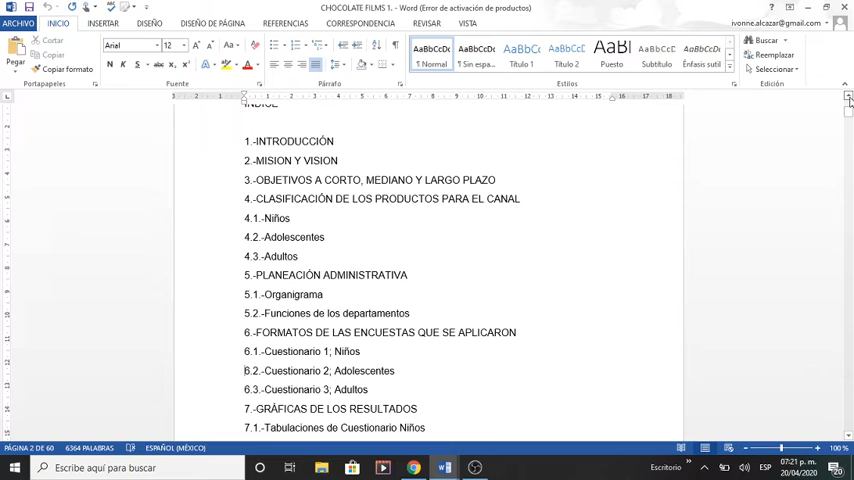 CHOCOLATE FILMS 1. - Word (Error de activación de productos)
ARCHIVO INICIO INSERTAR DISEÑO DISEÑO DE PÁGINA REFERENCIAS CORRESPONDENCIA REVISAR VISTA ivonne.alcazar@gmail.com
Pegar
Cortar
Copiar
Copiar formato
Portapapeles
Arial 12
N K S
Fuente
Párrafo
AaBbCcDc AaBbCcDc AaBbC( AaBbCcD AaBl AaBbCcD AaBbCcDc
¶ Normal ¶ Sin espa... Título 1 Título 2 Título Subtítulo Énfasis sutil
Estilos
Buscar
Reemplazar
Seleccionar
Edición
ÍNDICE
1.-INTRODUCCIÓN
2.-MISION Y VISION
3.-OBJETIVOS A CORTO, MEDIANO Y LARGO PLAZO
4.-CLASIFICACIÓN DE LOS PRODUCTOS PARA EL CANAL
4.1.-Niños
4.2.-Adolescentes
4.3.-Adultos
5.-PLANEACIÓN ADMINISTRATIVA
5.1.-Organigrama
5.2.-Funciones de los departamentos
6.-FORMATOS DE LAS ENCUESTAS QUE SE APLICARON
6.1.-Cuestionario 1; Niños
6.2.-Cuestionario 2; Adolescentes
6.3.-Cuestionario 3; Adultos
7.-GRÀFICAS DE LOS RESULTADOS
7.1.-Tabulaciones de Cuestionario Niños
PÁGINA 2 DE 60 6364 PALABRAS ESPAÑOL (MÉXICO) 100 %
Escribe aquí para buscar
Escritorio
ESP
07:21 p. m.
20/04/2020
20